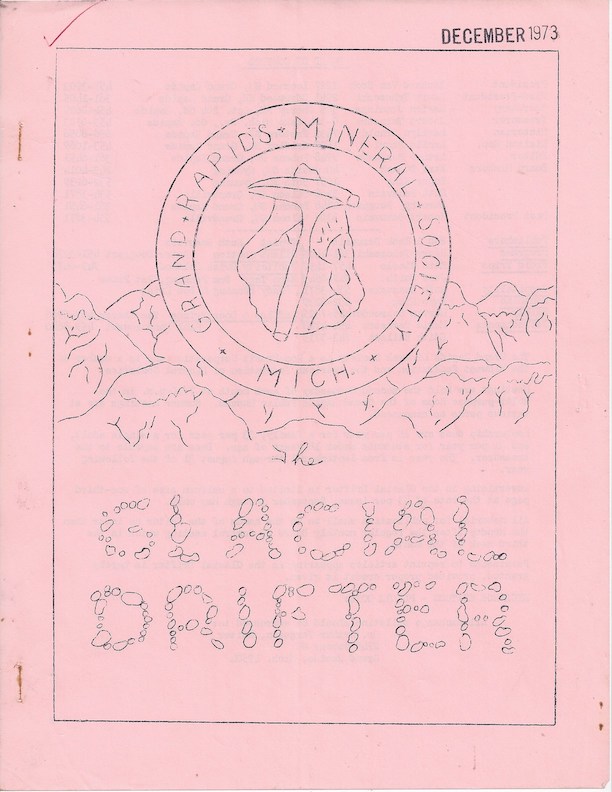 DECEMBER 1973
GRAND + RAPIDS + MINERAL + SOCIETY +
MICH. +
The
GLACIAL
DRIFTER